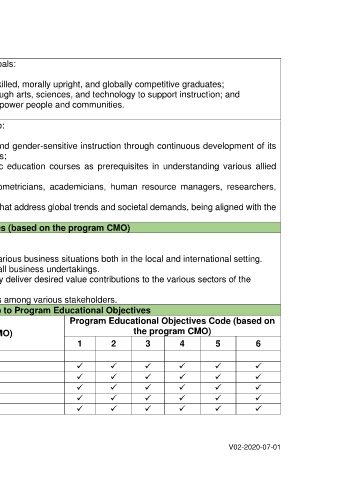 oals:
killed, morally upright, and globally competitive graduates;
ugh arts, sciences, and technology to support instruction; and
power people and communities.
o:
nd gender-sensitive instruction through continuous development of its
s;
c education courses as prerequisites in understanding various allied
ometricians, academicians, human resource managers, researchers,
hat address global trends and societal demands, being aligned with the
es (based on the program CMO)
arious business situations both in the local and international setting.
all business undertakings.
y deliver desired value contributions to the various sectors of the
s among various stakeholders.
p to Program Educational Objectives
MO)
Program Educational Objectives Code (based on
the program CMO)
1 2 3 4 5 6
✓ ✓ ✓ ✓ ✓ ✓
✓ ✓ ✓ ✓ ✓ ✓
✓ ✓ ✓ ✓ ✓ ✓
✓ ✓ ✓ ✓ ✓ ✓
✓ ✓ ✓ ✓ ✓ ✓
V02-2020-07-01